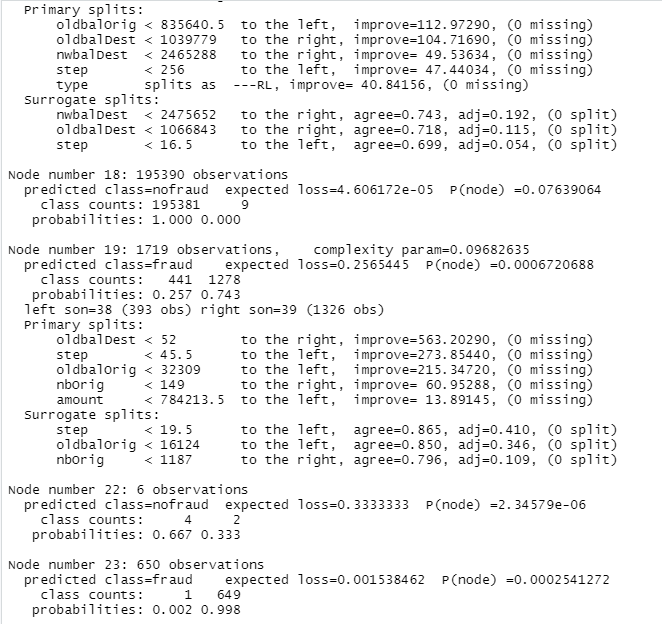 Primary splits:
oldbalOrig < 835640.5 to the left, improve=112.97290, (0 missing)
oldbalDest < 1039779 to the right, improve=104.71690, (0 missing)
nwbalDest < 2465288 to the right, improve= 49.53634, (0 missing)
step < 256 to the left, improve= 47.44034, (0 missing)
type splits as ---RL, improve= 40.84156, (0 missing)
Surrogate splits:
nwbalDest < 2475652 to the right, agree=0.743, adj=0.192, (0 split)
oldbalDest < 1066843 to the right, agree=0.718, adj=0.115, (0 split)
step < 16.5 to the left, agree=0.699, adj=0.054, (0 split)
Node number 18: 195390 observations
predicted class=nofraud expected loss=4.606172e-05 P(node) =0.07639064
class counts: 195381 9
probabilities: 1.000 0.000
Node number 19: 1719 observations, complexity param=0.09682635
predicted class=fraud expected loss=0.2565445 P(node) =0.0006720688
class counts: 441 1278
probabilities: 0.257 0.743
left son=38 (393 obs) right son=39 (1326 obs)
Primary splits:
oldbalDest < 52 to the right, improve=563.20290, (0 missing)
step < 45.5 to the left, improve=273.85440, (0 missing)
oldbalOrig < 32309 to the left, improve=215.34720, (0 missing)
nbOrig < 149 to the right, improve= 60.95288, (0 missing)
amount < 784213.5 to the left, improve= 13.89145, (0 missing)
Surrogate splits:
step < 19.5 to the left, agree=0.865, adj=0.410, (0 split)
oldbalOrig < 16124 to the left, agree=0.850, adj=0.346, (0 split)
nbOrig < 1187 to the right, agree=0.796, adj=0.109, (0 split)
Node number 22: 6 observations
predicted class=nofraud expected loss=0.3333333 P(node) =2.34579e-06
class counts: 4 2
probabilities: 0.667 0.333
Node number 23: 650 observations
predicted class=fraud expected loss=0.001538462 P(node) =0.0002541272
class counts: 1 649
probabilities: 0.002 0.998